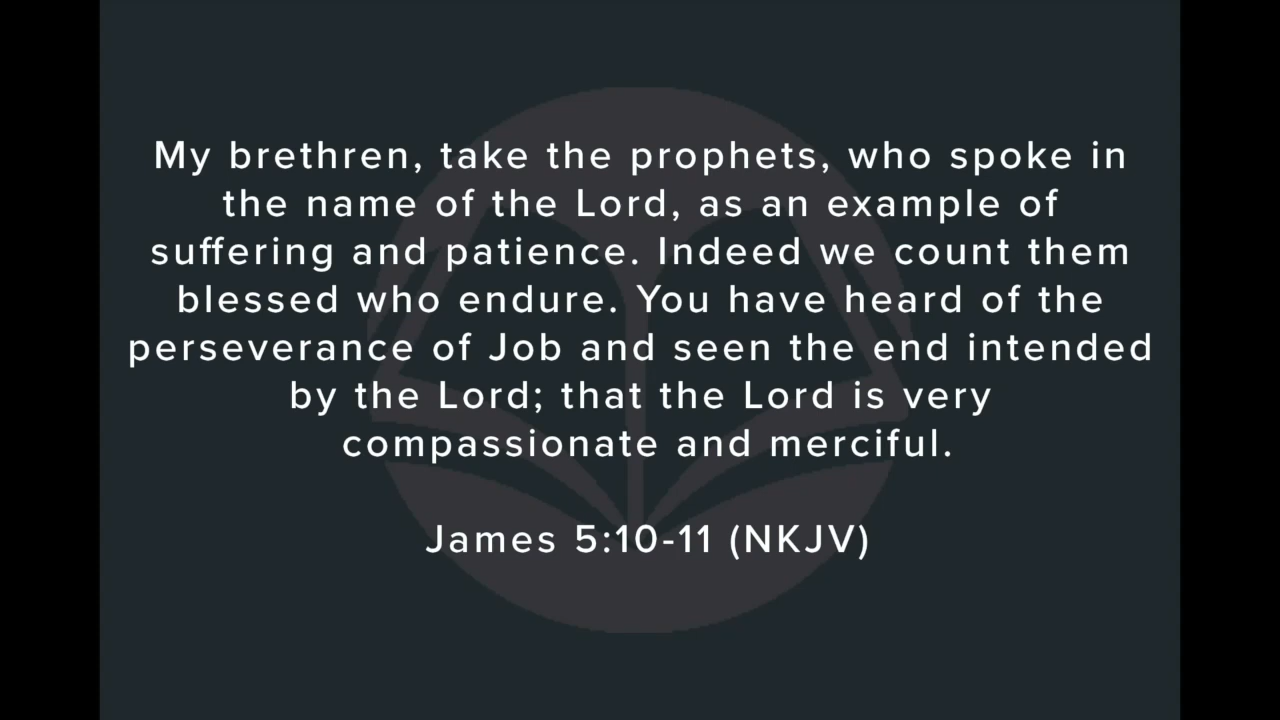 My brethren, take the prophets, who spoke in
the name of the Lord, as an example of
suffering and patience. Indeed we count them
blessed who endure. You have heard of the
perseverance of Job and seen the end intended
by the Lord; that the Lord is very
compassionate and merciful.
James 5:10-11 (NKJV)